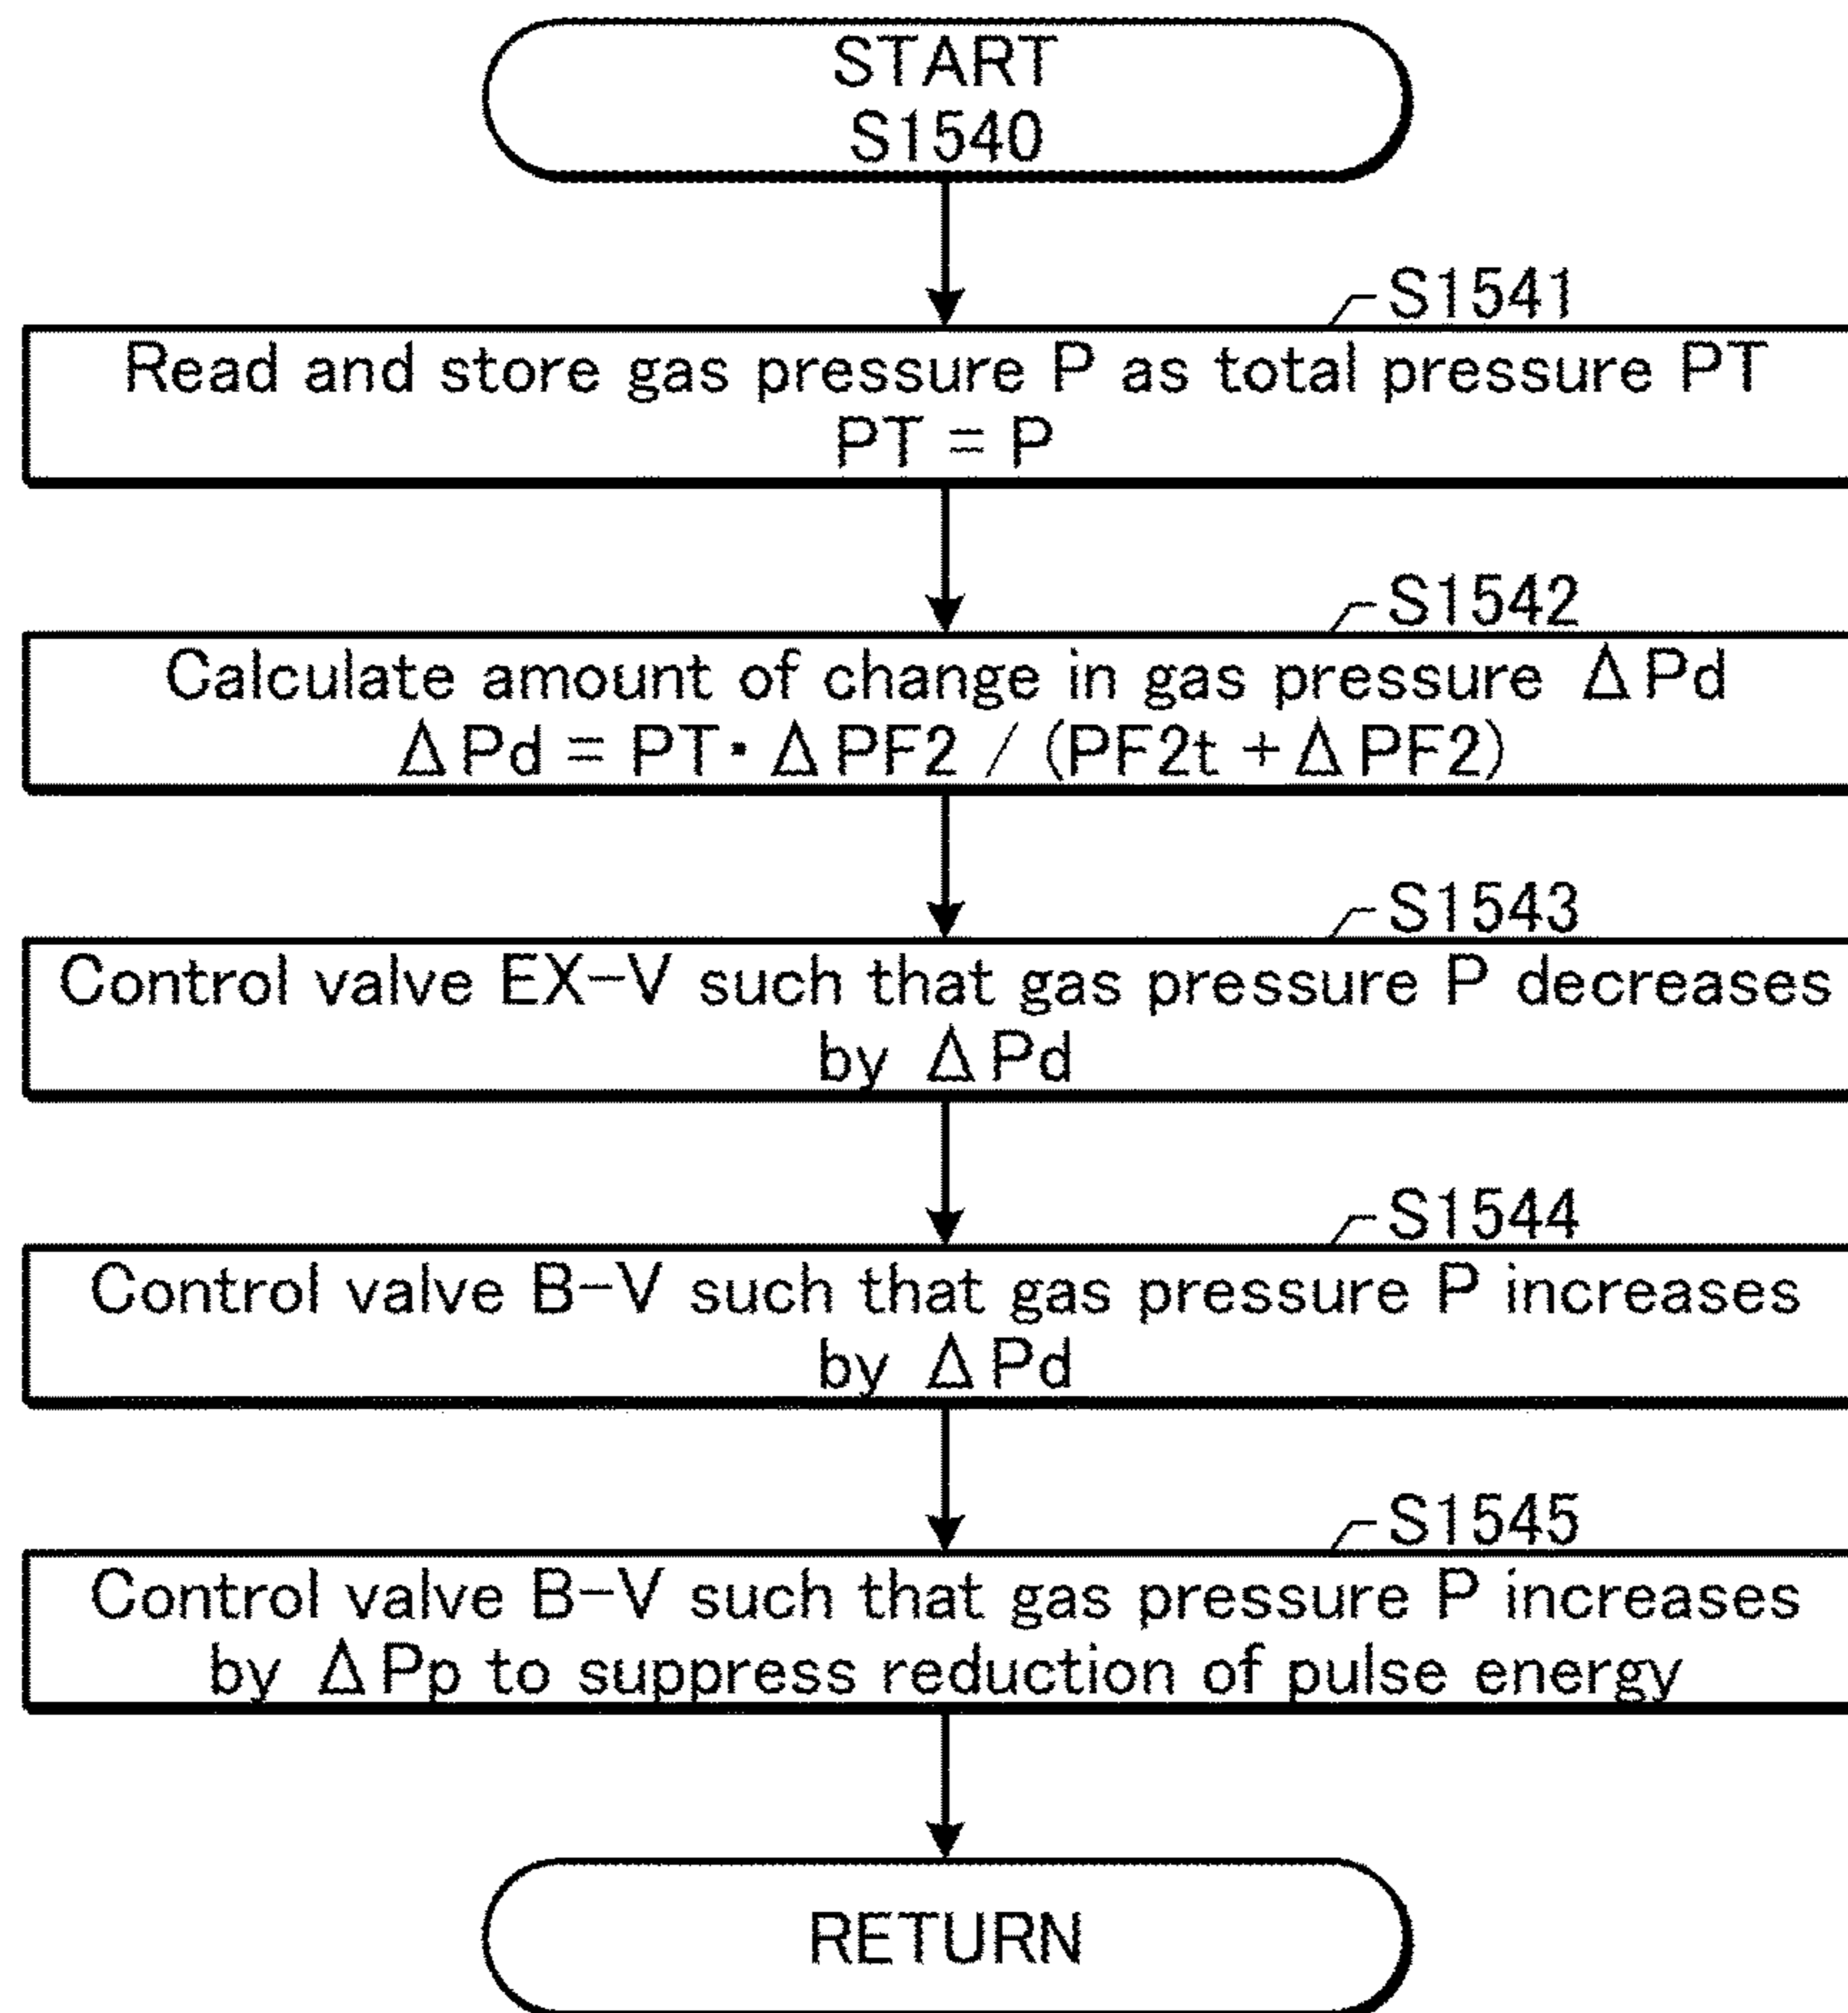 START
S1540
S1541
Read and store gas pressure P as total pressure PT
PT = P
S1542
Calculate amount of change in gas pressure ΔPd
ΔPd = PT・ΔPF2 / (PF2t + ΔPF2)
S1543
Control valve EX-V such that gas pressure P decreases
by ΔPd
S1544
Control valve B-V such that gas pressure P increases
by ΔPd
S1545
Control valve B-V such that gas pressure P increases
by ΔPp to suppress reduction of pulse energy
RETURN